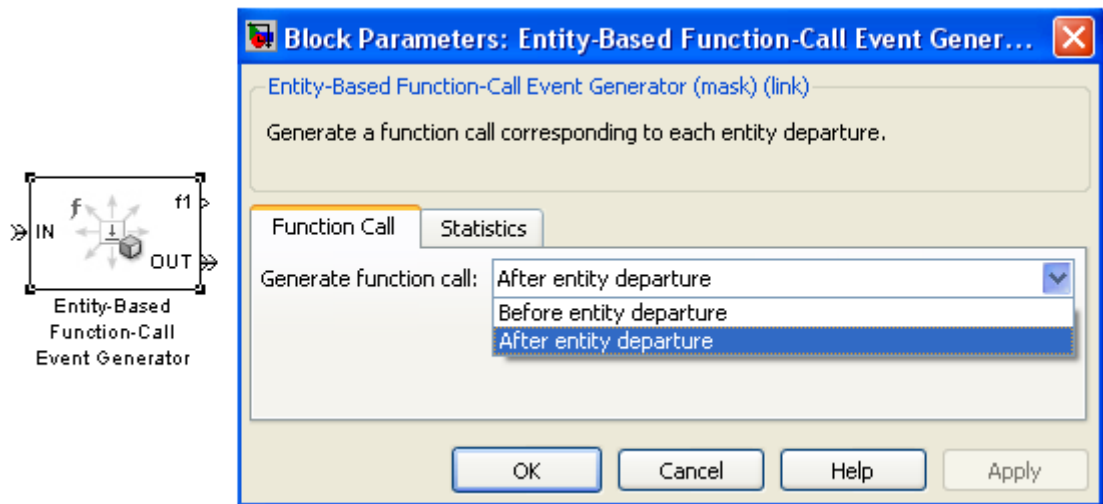 f
f1
IN
OUT
Entity-Based
Function-Call
Event Generator
Block Parameters: Entity-Based Function-Call Event Gener...
Entity-Based Function-Call Event Generator (mask) (link)
Generate a function call corresponding to each entity departure.
Function Call
Statistics
Generate function call: After entity departure
Before entity departure
After entity departure
OK
Cancel
Help
Apply